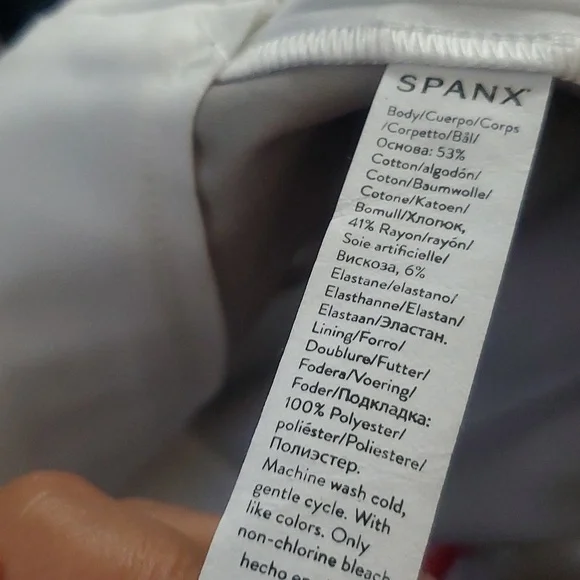 SPANX®
Body/Cuerpo/Corps
/Corpetto/Bål/
Основа: 53%
Cotton/algodón/
Coton/Baumwolle/
Cotone/Katoen/
Bomull/Хлопок,
41% Rayon/rayón/
Soie artificielle/
Вискоза, 6%
Elastane/elastano/
Elasthanne/Elastan/
Elastaan/Эластан.
Lining/Forro/
Doublure/Futter/
Fodera/Voering/
Foder/Подкладка:
100% Polyester/
poliéster/Poliestere/
Полиэстер.
Machine wash cold,
gentle cycle. With
like colors. Only
non-chlorine bleach
hecho en